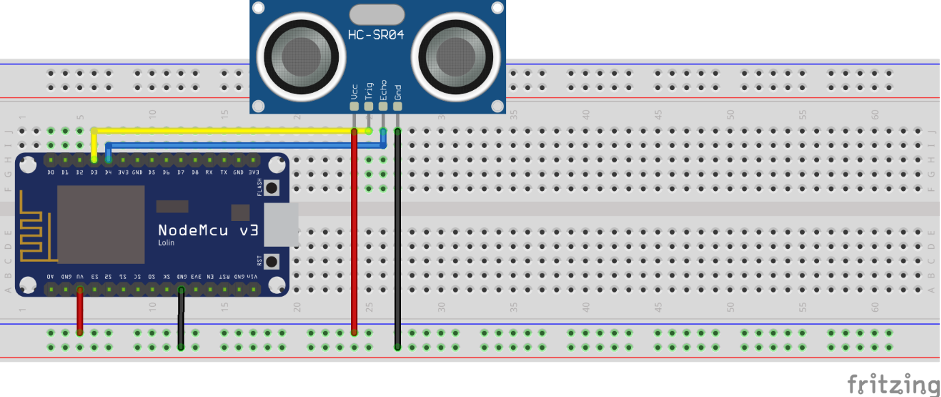 HC-SR04
Vcc
Trig
Echo
Gnd
1
5
15
20
25
30
35
40
45
50
55
60
J
I
H
G
F
J
I
H
G
F
D0 D1 D2 D3 D4 3V3 GND D5 D6 D7 D8 RX TX GND 3V3
FLASH
NodeMcu v3
Lolin
RST
A0 GND VU S3 S2 S1 SC S0 SK GND 3V3 EN RST GND Vin
E
D
C
B
A
E
D
C
B
A
1
5
10
15
20
25
30
35
40
45
50
55
60
fritzing